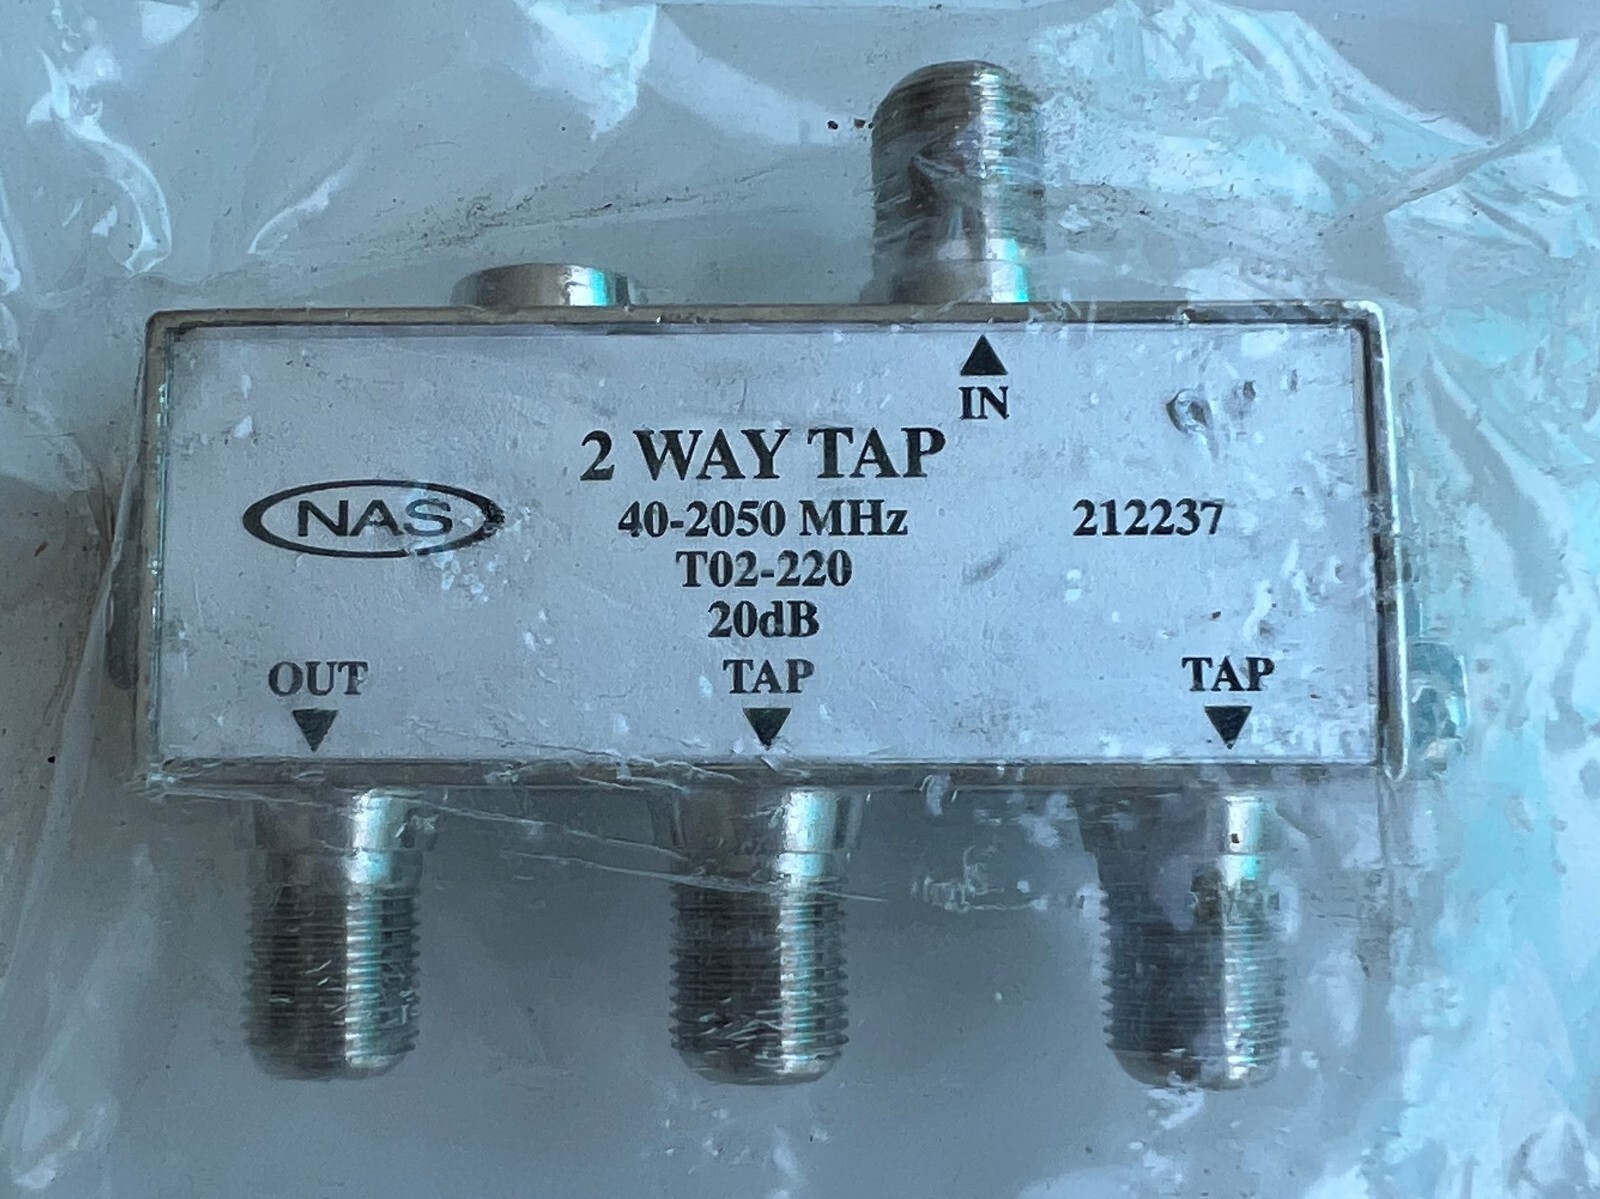 IN
2 WAY TAP
NAS
40-2050 MHz
212237
T02-220
20dB
OUT
TAP
TAP